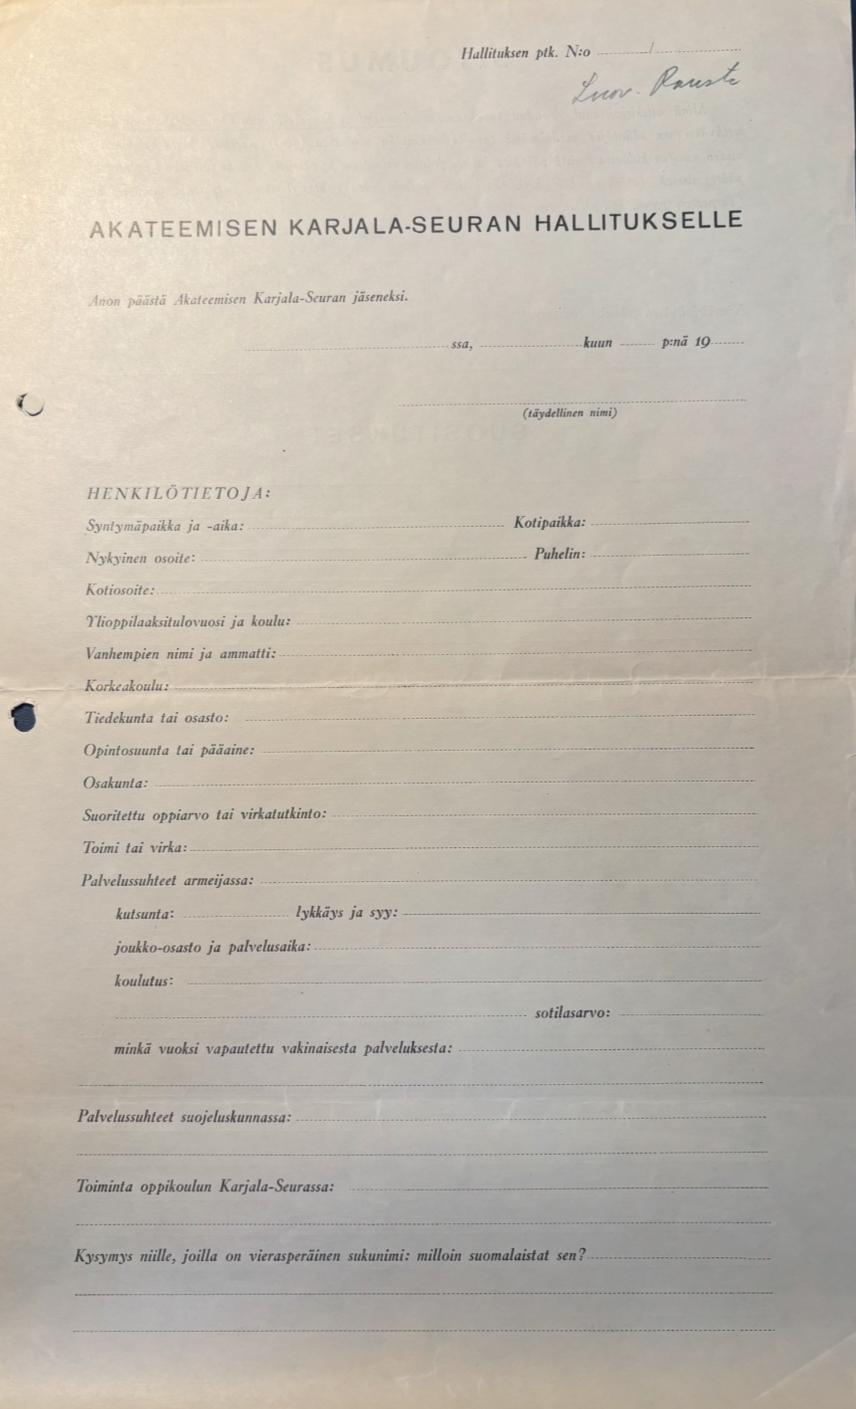 Hallituksen ptk. N:o ............/............
Luov. Rauste
AKATEEMISEN KARJALA-SEURAN HALLITUKSELLE
Anon päästä Akateemisen Karjala-Seuran jäseneksi.
ssa, kuun p:nä 19
(täydellinen nimi)
HENKILÖTIETOJA:
Syntymäpaikka ja -aika: Kotipaikka:
Nykyinen osoite: Puhelin:
Kotiosoite:
Ylioppilaaksitulovuosi ja koulu:
Vanhempien nimi ja ammatti:
Korkeakoulu:
Tiedekunta tai osasto:
Opintosuunta tai pääaine:
Osakunta:
Suoritettu oppiarvo tai virkatutkinto:
Toimi tai virka:
Palvelussuhteet armeijassa:
kutsunta: lykkäys ja syy:
joukko-osasto ja palvelusaika:
koulutus:
sotilasarvo:
minkä vuoksi vapautettu vakinaisesta palveluksesta:
Palvelussuhteet suojeluskunnassa:
Toiminta oppikoulun Karjala-Seurassa:
Kysymys niille, joilla on vierasperäinen sukunimi: milloin suomalaistat sen?